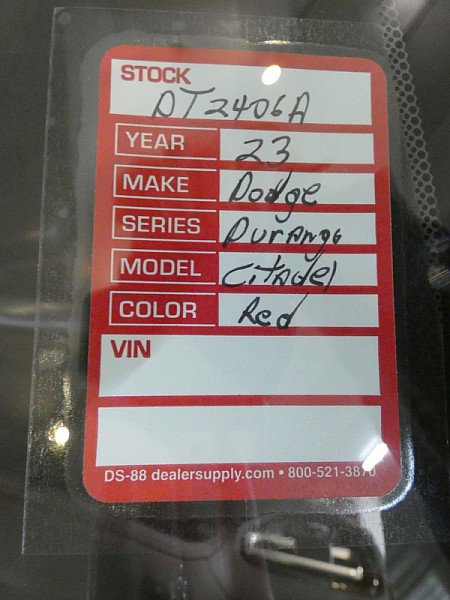 STOCK
DT2406A
YEAR 23
MAKE Dodge
SERIES Durango
MODEL Citadel
COLOR Red
VIN
DS-88 dealersupply.com • 800-521-3870